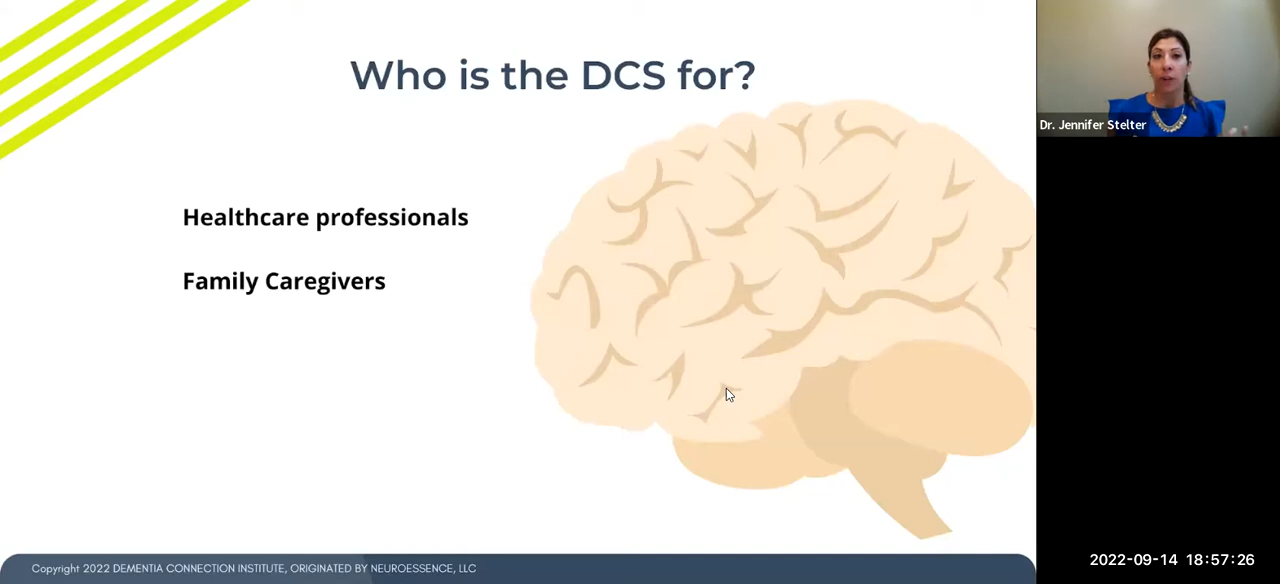 Who is the DCS for?
Healthcare professionals
Family Caregivers
Copyright 2022 DEMENTIA CONNECTION INSTITUTE, ORIGINATED BY NEUROESSENCE, LLC
Dr. Jennifer Stelter
2022-09-14 18:57:26